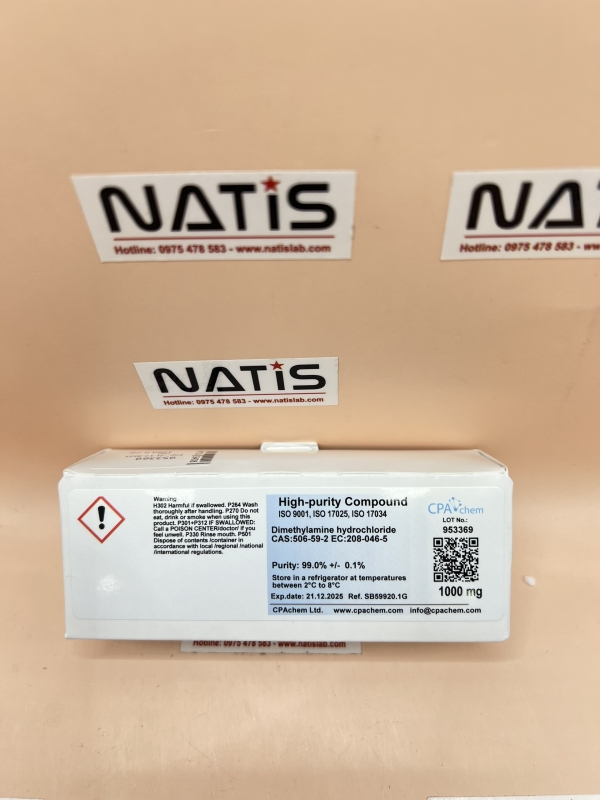 NATIS
Hotline: 0975 478 583 - www.natislab.com
NA
Hotline: 0975 478 583 - www.na
NATIS
Hotline: 0975 478 583 - www.natislab.com
Warning
H302 Harmful if swallowed. P264 Wash
thoroughly after handling. P270 Do not
eat, drink or smoke when using this
product. P301+P312 IF SWALLOWED:
Call a POISON CENTER/doctor/ if you
feel unwell. P330 Rinse mouth. P501
Dispose of contents /container in
accordance with local /regional /national
/international regulations.
High-purity Compound
ISO 9001, ISO 17025, ISO 17034
Dimethylamine hydrochloride
CAS:506-59-2 EC:208-046-5
Purity: 99.0% +/- 0.1%
Store in a refrigerator at temperatures
between 2°C to 8°C
Exp.date: 21.12.2025 Ref. SB59920.1G
CPAchem Ltd. www.cpachem.com info@cpachem.com
CPAchem
LOT No.:
953369
1000 mg
Hotline: 0975 478 583 - www.natislab.com